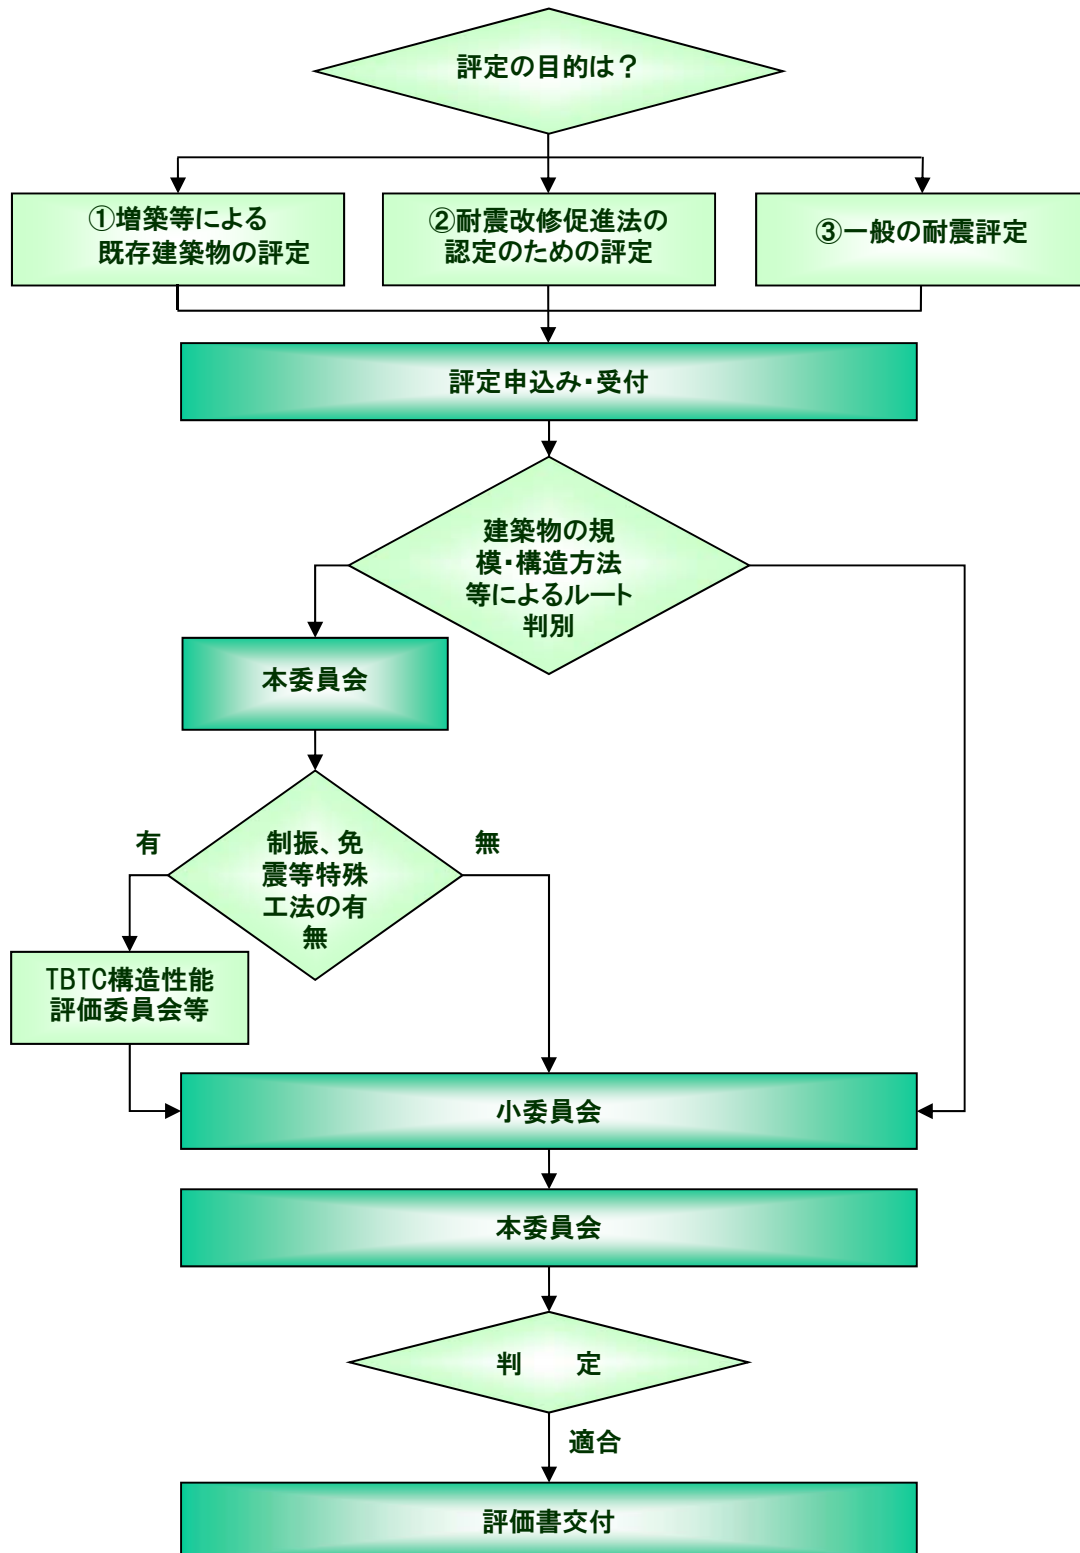 評定の目的は？
①増築等による
既存建築物の評定
②耐震改修促進法の
認定のための評定
③一般の耐震評定
評定申込み・受付
建築物の規
模・構造方法
等によるルート
判別
本委員会
有
制振、免
震等特殊
工法の有
無
無
TBTC構造性能
評価委員会等
小委員会
本委員会
判　　定
適合
評価書交付